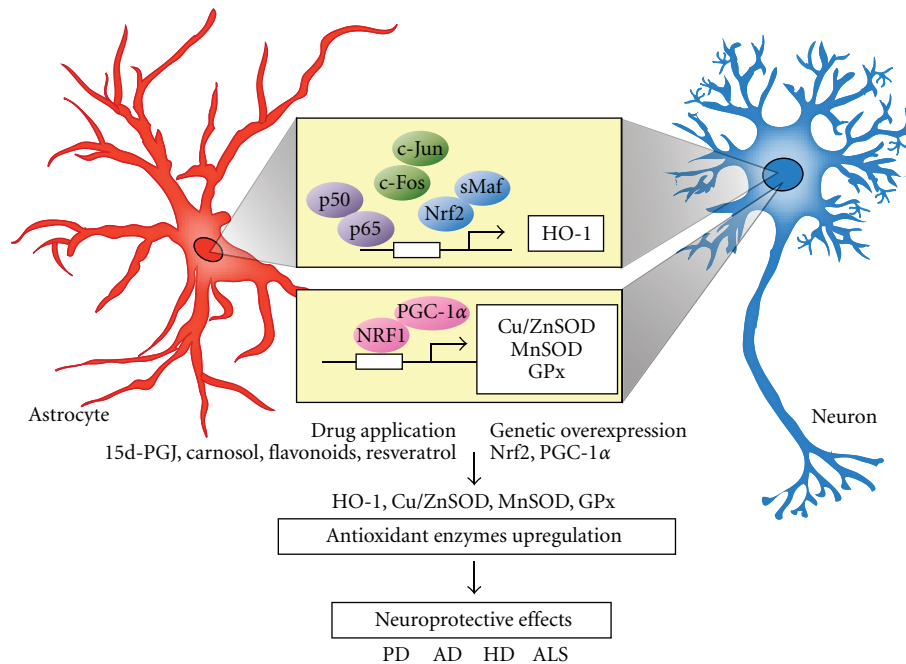 c-Jun
c-Fos
sMaf
p50
Nrf2
p65
HO-1
PGC-1α
NRF1
Cu/ZnSOD
MnSOD
GPx
Astrocyte
Neuron
Drug application
15d-PGJ, carnosol, flavonoids, resveratrol
Genetic overexpression
Nrf2, PGC-1α
HO-1, Cu/ZnSOD, MnSOD, GPx
Antioxidant enzymes upregulation
Neuroprotective effects
PD AD HD ALS